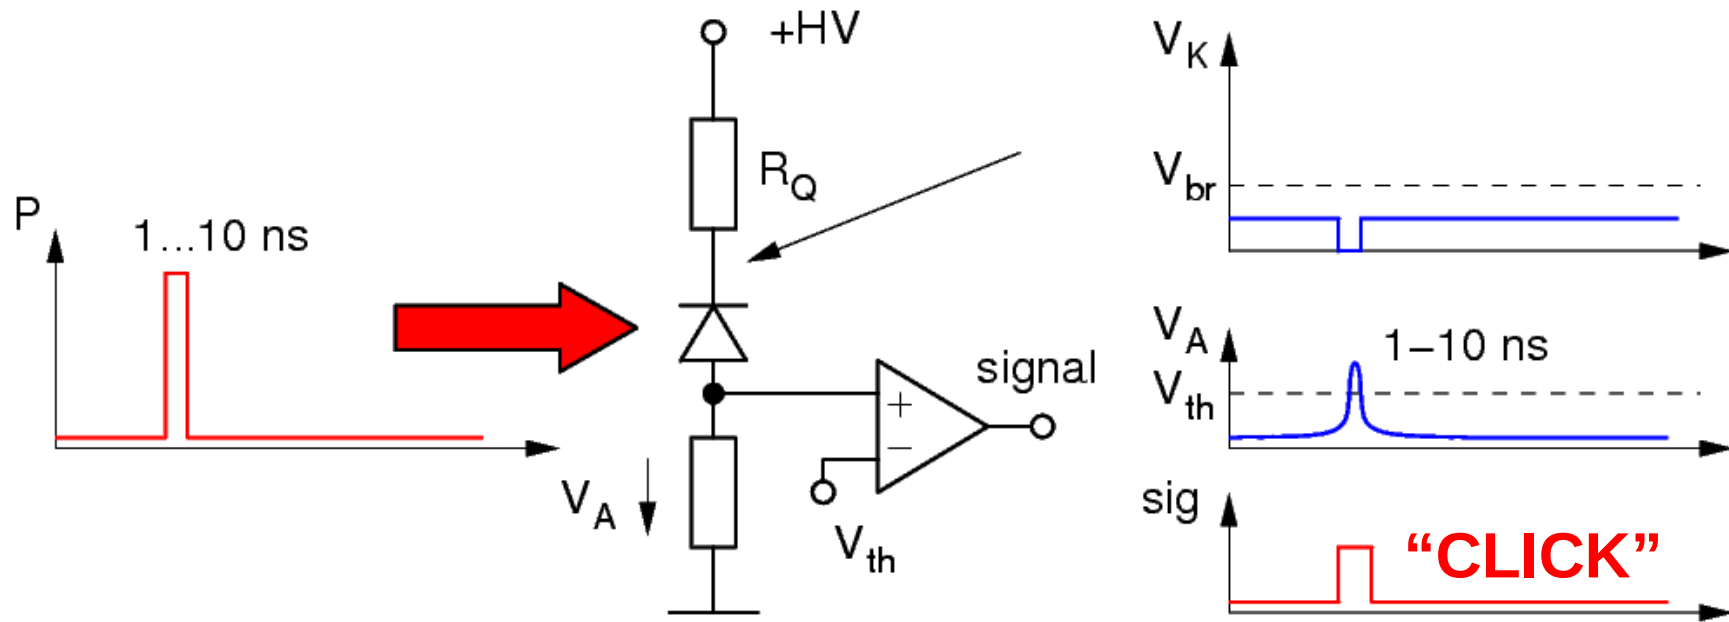 P
1...10 ns
+HV
R_Q
V_A
+
−
signal
V_th
V_K
V_br
V_A
1−10 ns
V_th
sig
“CLICK”